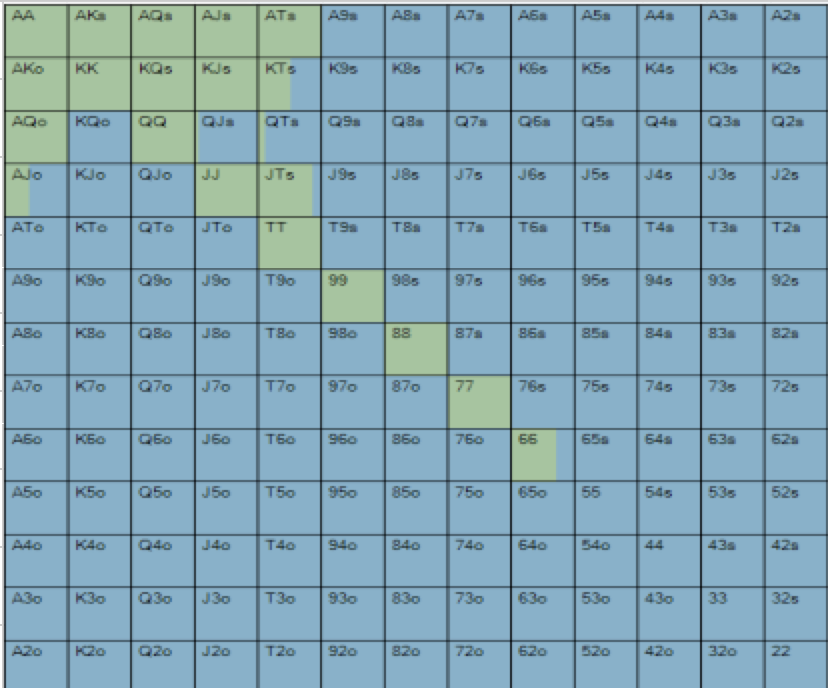 AA AKs AQs AJs ATs A9s A8s A7s A6s A5s A4s A3s A2s
AKo KK KQs KJs KTs K9s K8s K7s K6s K5s K4s K3s K2s
AQo KQo QQ QJs QTs Q9s Q8s Q7s Q6s Q5s Q4s Q3s Q2s
AJo KJo QJo JJ JTs J9s J8s J7s J6s J5s J4s J3s J2s
ATo KTo QTo JTo TT T9s T8s T7s T6s T5s T4s T3s T2s
A9o K9o Q9o J9o T9o 99 98s 97s 96s 95s 94s 93s 92s
A8o K8o Q8o J8o T8o 98o 88 87s 86s 85s 84s 83s 82s
A7o K7o Q7o J7o T7o 97o 87o 77 76s 75s 74s 73s 72s
A6o K6o Q6o J6o T6o 96o 86o 76o 66 65s 64s 63s 62s
A5o K5o Q5o J5o T5o 95o 85o 75o 65o 55 54s 53s 52s
A4o K4o Q4o J4o T4o 94o 84o 74o 64o 54o 44 43s 42s
A3o K3o Q3o J3o T3o 93o 83o 73o 63o 53o 43o 33 32s
A2o K2o Q2o J2o T2o 92o 82o 72o 62o 52o 42o 32o 22